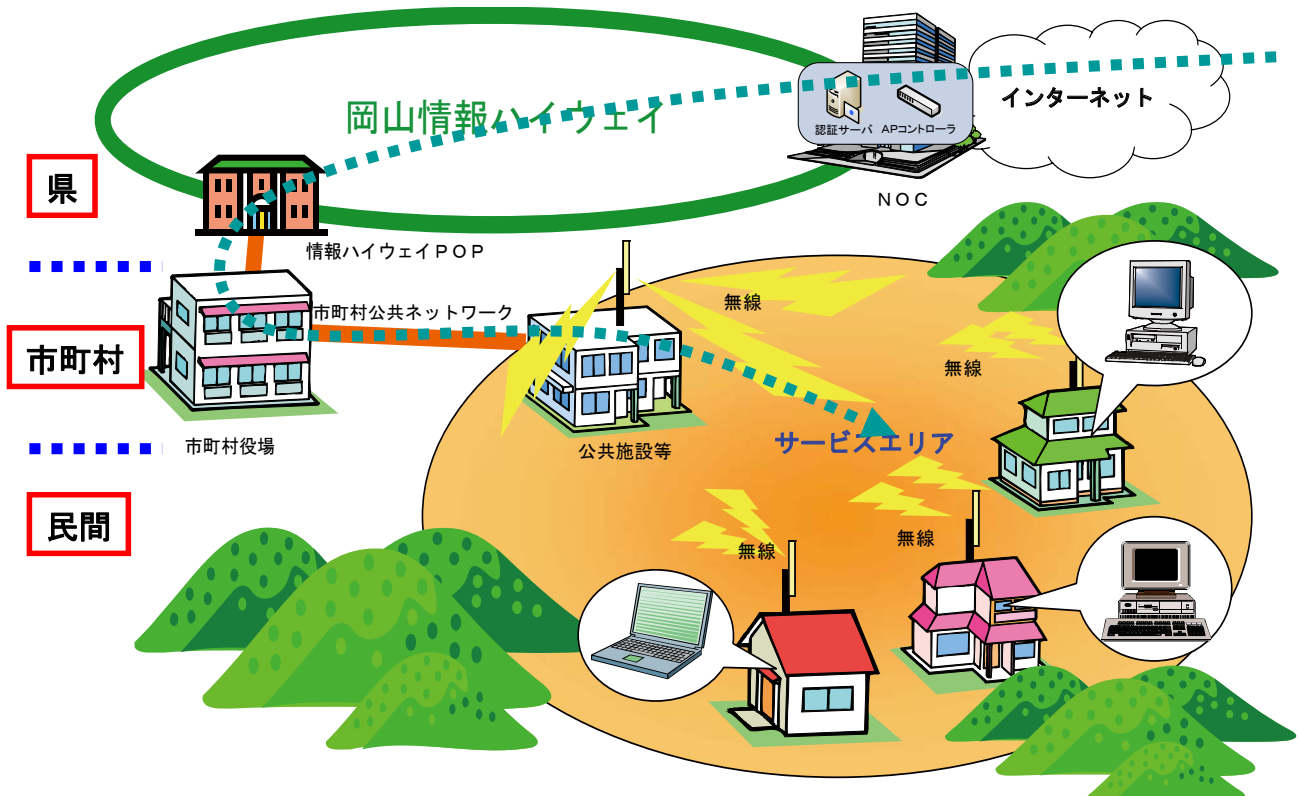 岡山情報ハイウェイ
インターネット
認証サーバ
APコントローラ
NOC
県
情報ハイウェイPOP
市町村公共ネットワーク
無線
市町村
無線
市町村役場
公共施設等
サービスエリア
民間
無線
無線